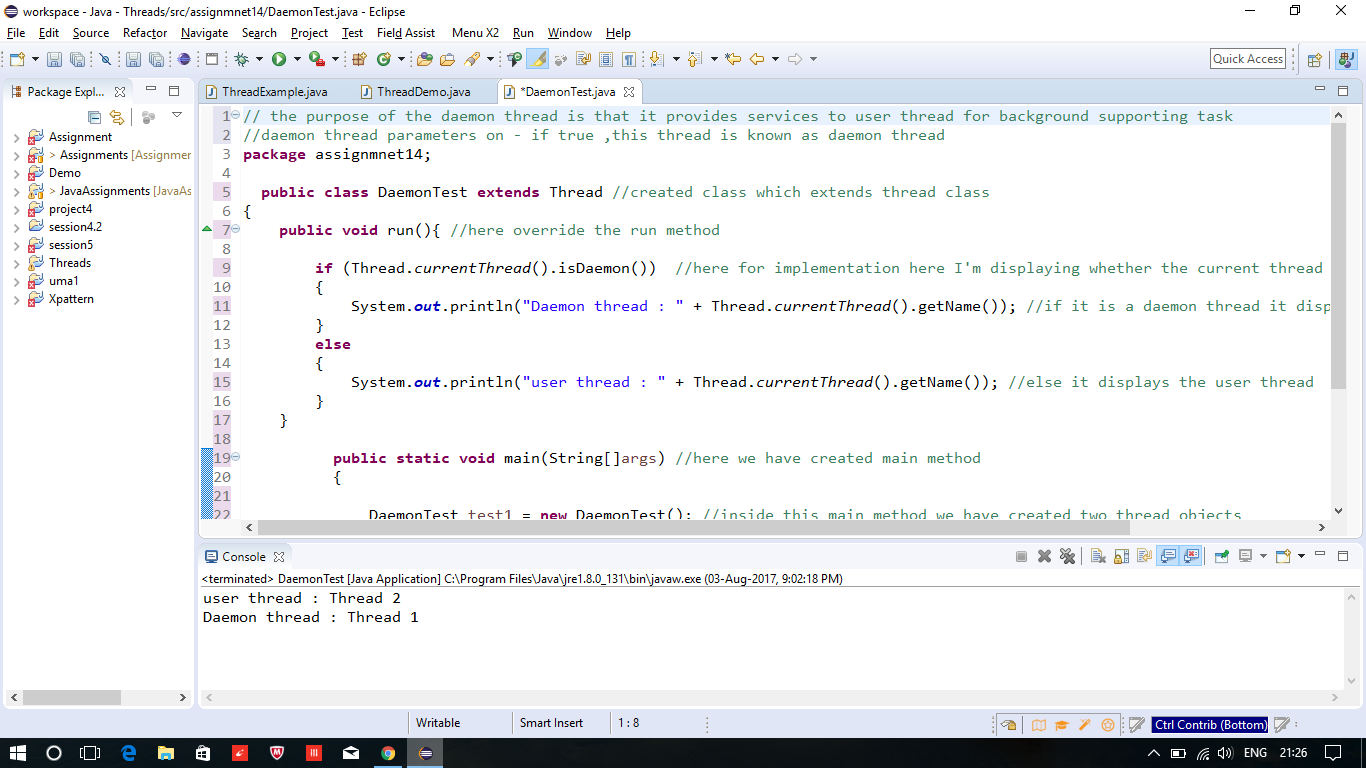 workspace - Java - Threads/src/assignmnet14/DaemonTest.java - Eclipse
File Edit Source Refactor Navigate Search Project Test Field Assist Menu X2 Run Window Help
Quick Access
Package Expl...
ThreadExample.java ThreadDemo.java *DaemonTest.java
Assignment
> Assignments [Assignmer
Demo
> JavaAssignments [JavaAs
project4
session4.2
session5
Threads
uma1
Xpattern
1 // the purpose of the daemon thread is that it provides services to user thread for background supporting task
2 //daemon thread parameters on - if true ,this thread is known as daemon thread
3 package assignmnet14;
4
5 public class DaemonTest extends Thread //created class which extends thread class
6 {
7 public void run(){ //here override the run method
8
9 if (Thread.currentThread().isDaemon()) //here for implementation here I'm displaying whether the current thread
10 {
11 System.out.println("Daemon thread : " + Thread.currentThread().getName()); //if it is a daemon thread it disp
12 }
13 else
14 {
15 System.out.println("user thread : " + Thread.currentThread().getName()); //else it displays the user thread
16 }
17 }
18
19 public static void main(String[]args) //here we have created main method
20 {
21
22 DaemonTest test1 = new DaemonTest(); //inside this main method we have created two thread objects
Console
<terminated> DaemonTest [Java Application] C:\Program Files\Java\jre1.8.0_131\bin\javaw.exe (03-Aug-2017, 9:02:18 PM)
user thread : Thread 2
Daemon thread : Thread 1
Writable Smart Insert 1 : 8
Ctrl Contrib (Bottom)
ENG 21:26